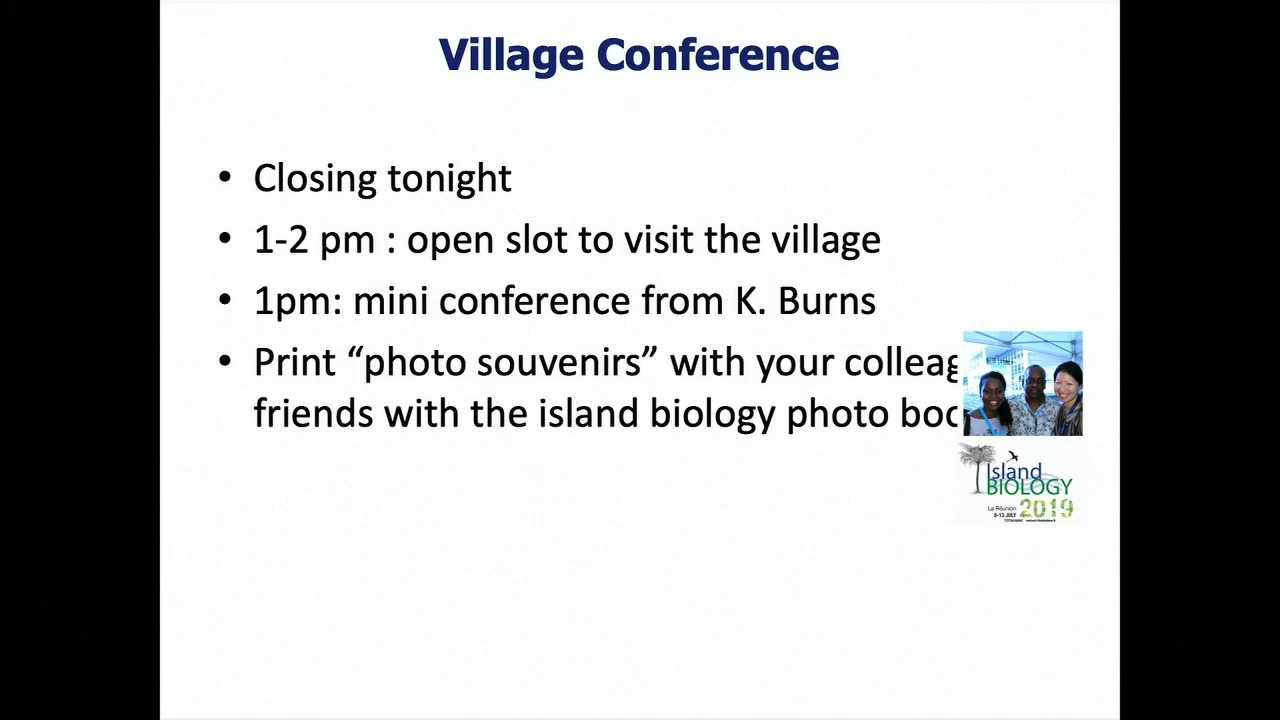 Village Conference
• Closing tonight
• 1-2 pm : open slot to visit the village
• 1pm: mini conference from K. Burns
• Print “photo souvenirs” with your colleag
friends with the island biology photo boo
Island
BIOLOGY
La Réunion
8-13 JULY
2019